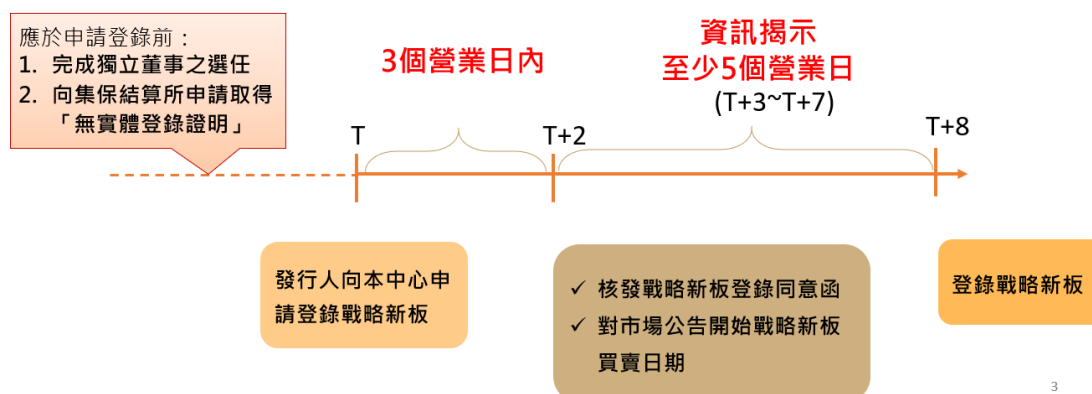 應於申請登錄前：
1. 完成獨立董事之選任
2. 向集保結算所申請取得
「無實體登錄證明」
3個營業日內
資訊揭示
至少5個營業日
(T+3~T+7)
T
T+2
T+8
發行人向本中心申
請登錄戰略新板
✓ 核發戰略新板登錄同意函
✓ 對市場公告開始戰略新板
買賣日期
登錄戰略新板
3